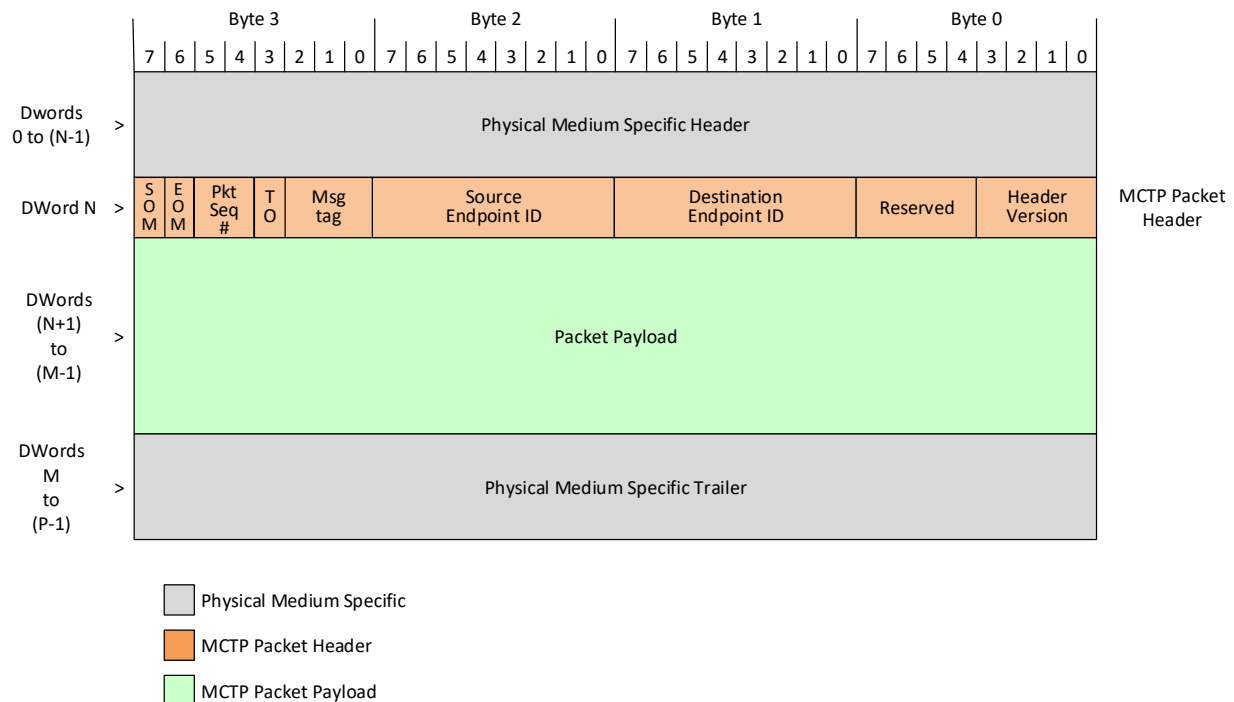 Byte 3 Byte 2 Byte 1 Byte 0
7 6 5 4 3 2 1 0 7 6 5 4 3 2 1 0 7 6 5 4 3 2 1 0 7 6 5 4 3 2 1 0
Dwords
0 to (N-1)
>
Physical Medium Specific Header
DWord N >
SOM
EOM
Pkt
Seq
#
TO
Msg
tag
Source
Endpoint ID
Destination
Endpoint ID
Reserved
Header
Version
MCTP Packet
Header
DWords
(N+1)
to
(M-1)
>
Packet Payload
DWords
M
to
(P-1)
>
Physical Medium Specific Trailer
Physical Medium Specific
MCTP Packet Header
MCTP Packet Payload